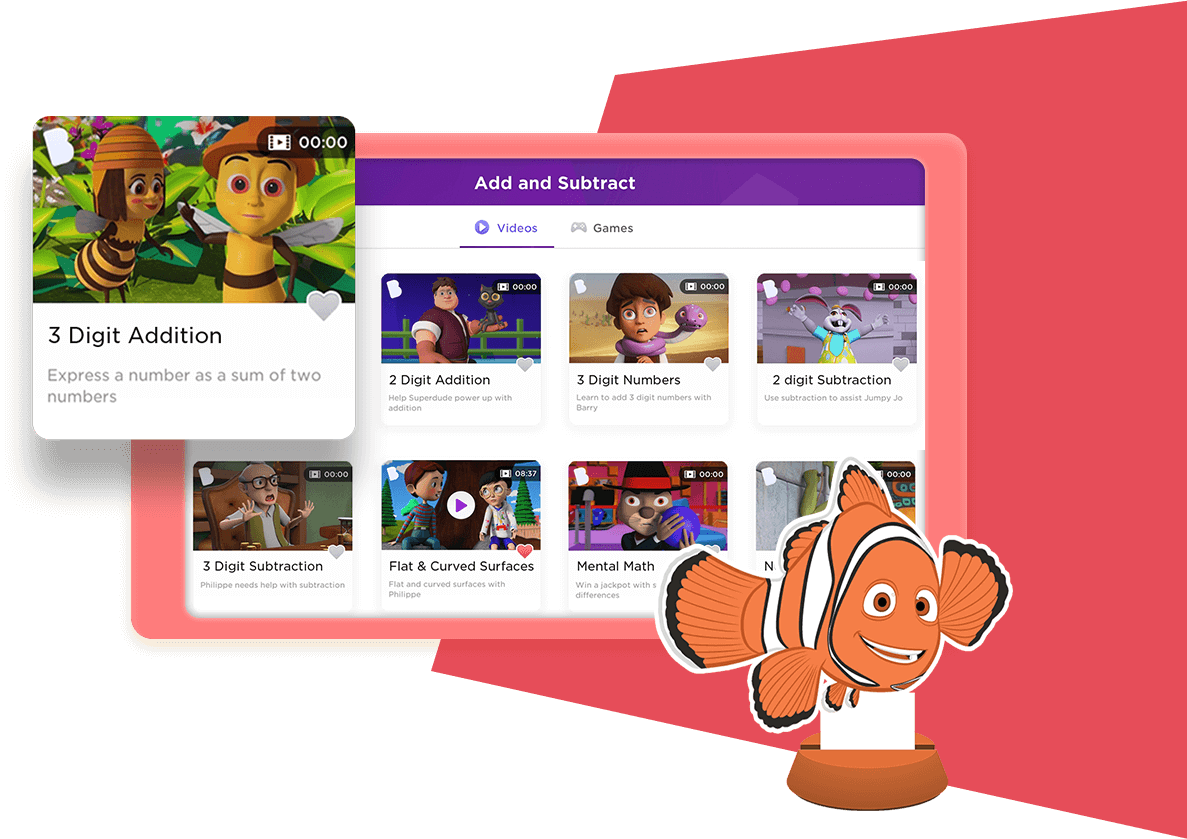 00:00
3 Digit Addition
Express a number as a sum of two
numbers
Add and Subtract
Videos
Games
00:00
2 Digit Addition
Help Superdude power up with
addition
00:00
3 Digit Numbers
Learn to add 3 digit numbers with
Barry
00:00
2 digit Subtraction
Use subtraction to assist Jumpy Jo
00:00
3 Digit Subtraction
Philippe needs help with subtraction
08:37
Flat & Curved Surfaces
Flat and curved surfaces with
Philippe
00:00
Mental Math
Win a jackpot with
differences
00:00